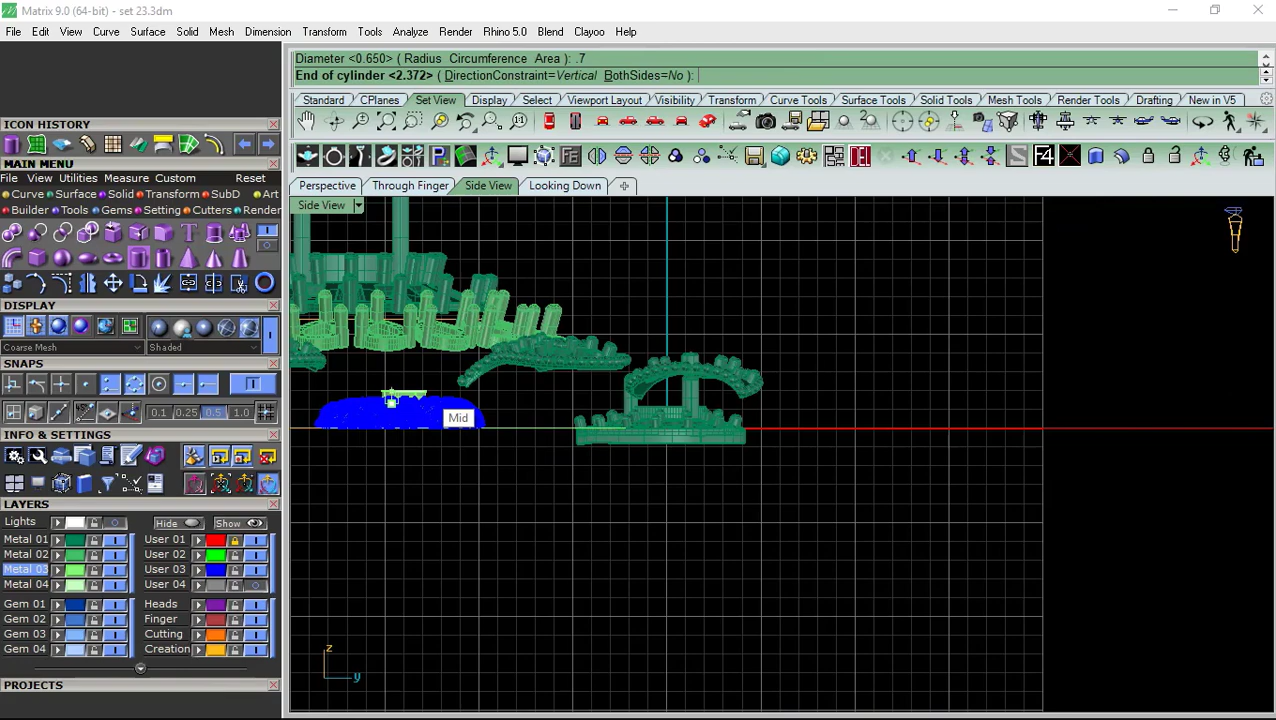 Matrix 9.0 (64-bit) - set 23.3dm
File Edit View Curve Surface Solid Mesh Dimension Transform Tools Analyze Render Rhino 5.0 Blend Clayoo Help
Diameter <0.650> ( Radius Circumference Area ): .7
End of cylinder <2.372> ( DirectionConstraint=Vertical BothSides=No ):
Standard CPlanes Set View Display Select Viewport Layout Visibility Transform Curve Tools Surface Tools Solid Tools Mesh Tools Render Tools Drafting New in V5
ICON HISTORY
MAIN MENU
File View Utilities Measure Custom Reset
Curve Surface Solid Transform SubD Art
Builder Tools Gems Setting Cutters Render
Perspective Through Finger Side View Looking Down
Side View
DISPLAY
Coarse Mesh Shaded
SNAPS
0.1 0.25 0.5 1.0
Mid
INFO & SETTINGS
LAYERS
Lights Hide Show
Metal 01 User 01
Metal 02 User 02
Metal 03 User 03
Metal 04 User 04
Gem 01 Heads
Gem 02 Finger
Gem 03 Cutting
Gem 04 Creation
PROJECTS
z
y